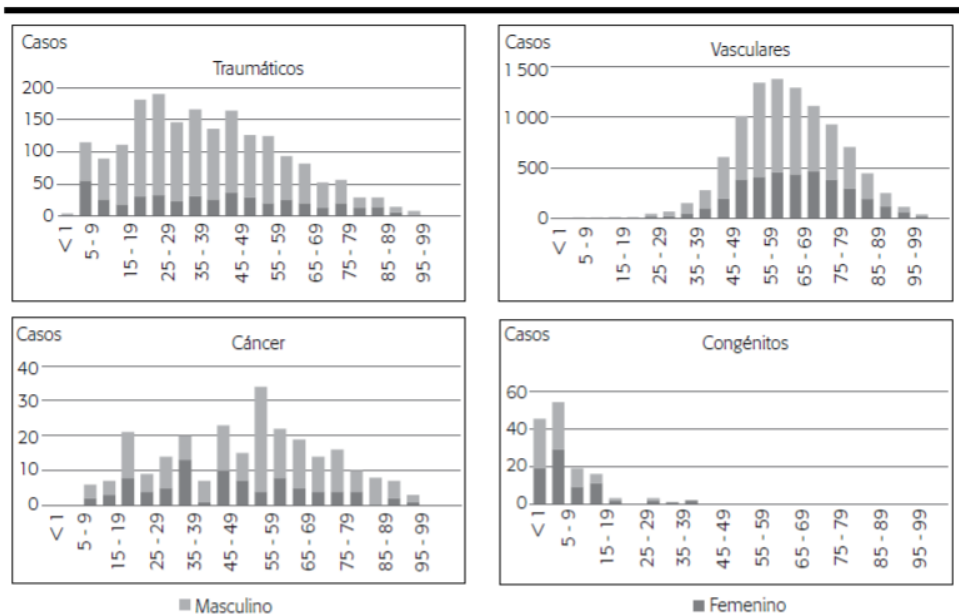 Casos
Traumáticos
200
150
100
50
0
< 1
5 - 9
15 - 19
25 - 29
35 - 39
45 - 49
55 - 59
65 - 69
75 - 79
85 - 89
95 - 99
Casos
Vasculares
1 500
1 000
500
0
< 1
5 - 9
15 - 19
25 - 29
35 - 39
45 - 49
55 - 59
65 - 69
75 - 79
85 - 89
95 - 99
Casos
Cáncer
40
30
20
10
0
< 1
5 - 9
15 - 19
25 - 29
35 - 39
45 - 49
55 - 59
65 - 69
75 - 79
85 - 89
95 - 99
Casos
Congénitos
60
40
20
0
< 1
5 - 9
15 - 19
25 - 29
35 - 39
45 - 49
55 - 59
65 - 69
75 - 79
85 - 89
95 - 99
Masculino
Femenino